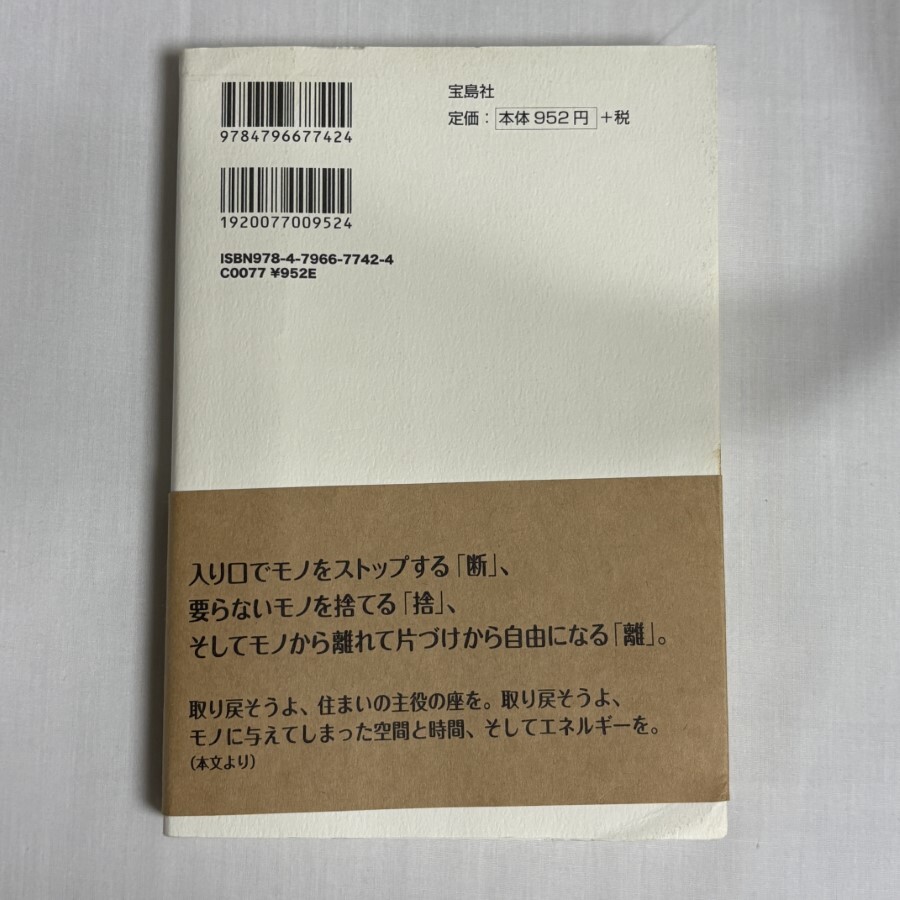 9784796677424
宝島社
定価：本体 952 円+税
1920077009524
ISBN978-4-7966-7742-4
C0077 ¥952E
入り口でモノをストップする「断」、
要らないモノを捨てる「捨」、
そしてモノから離れて片づけから自由になる「離」。
取り戻そうよ、住まいの主役の座を。取り戻そうよ、
モノに与えてしまった空間と時間、そしてエネルギーを。
（本文より）